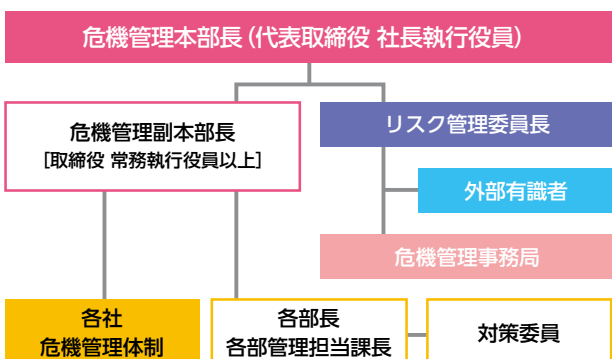 危機管理本部長（代表取締役 社長執行役員）
危機管理副本部長
［取締役 常務執行役員以上］
リスク管理委員長
外部有識者
危機管理事務局
各社
危機管理体制
各部長
各部管理担当課長
対策委員